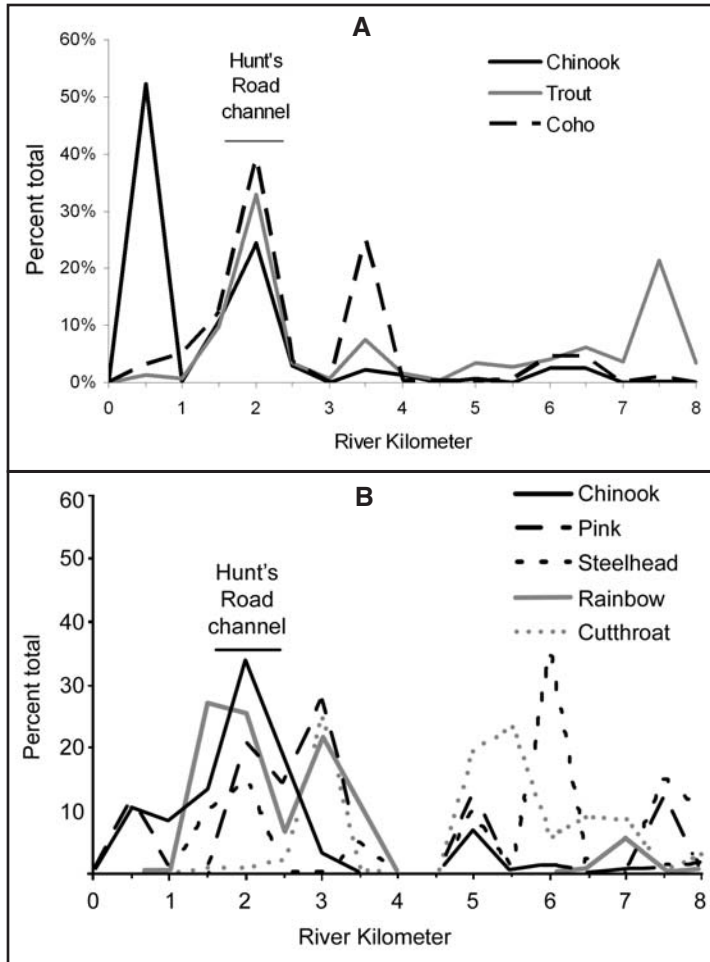 A
60%
50%
40%
30%
20%
10%
0%
Percent total
Hunt's
Road
channel
Chinook
Trout
Coho
0 1 2 3 4 5 6 7 8
River Kilometer
B
60
50
40
30
20
10
Percent total
Hunt's
Road
channel
Chinook
Pink
Steelhead
Rainbow
Cutthroat
0 1 2 3 4 5 6 7 8
River Kilometer